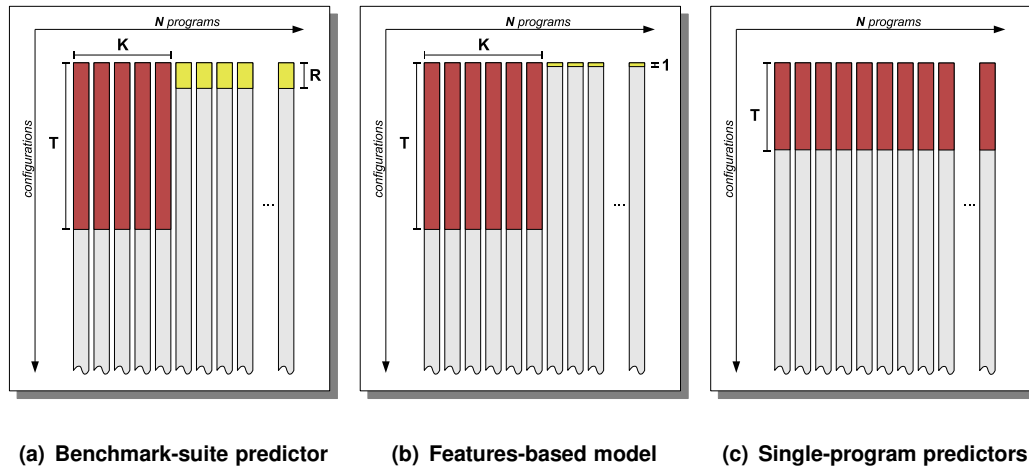 N programs
K
T
R
configurations
...
(a) Benchmark-suite predictor
N programs
K
T
1
configurations
...
(b) Features-based model
N programs
T
configurations
...
(c) Single-program predictors